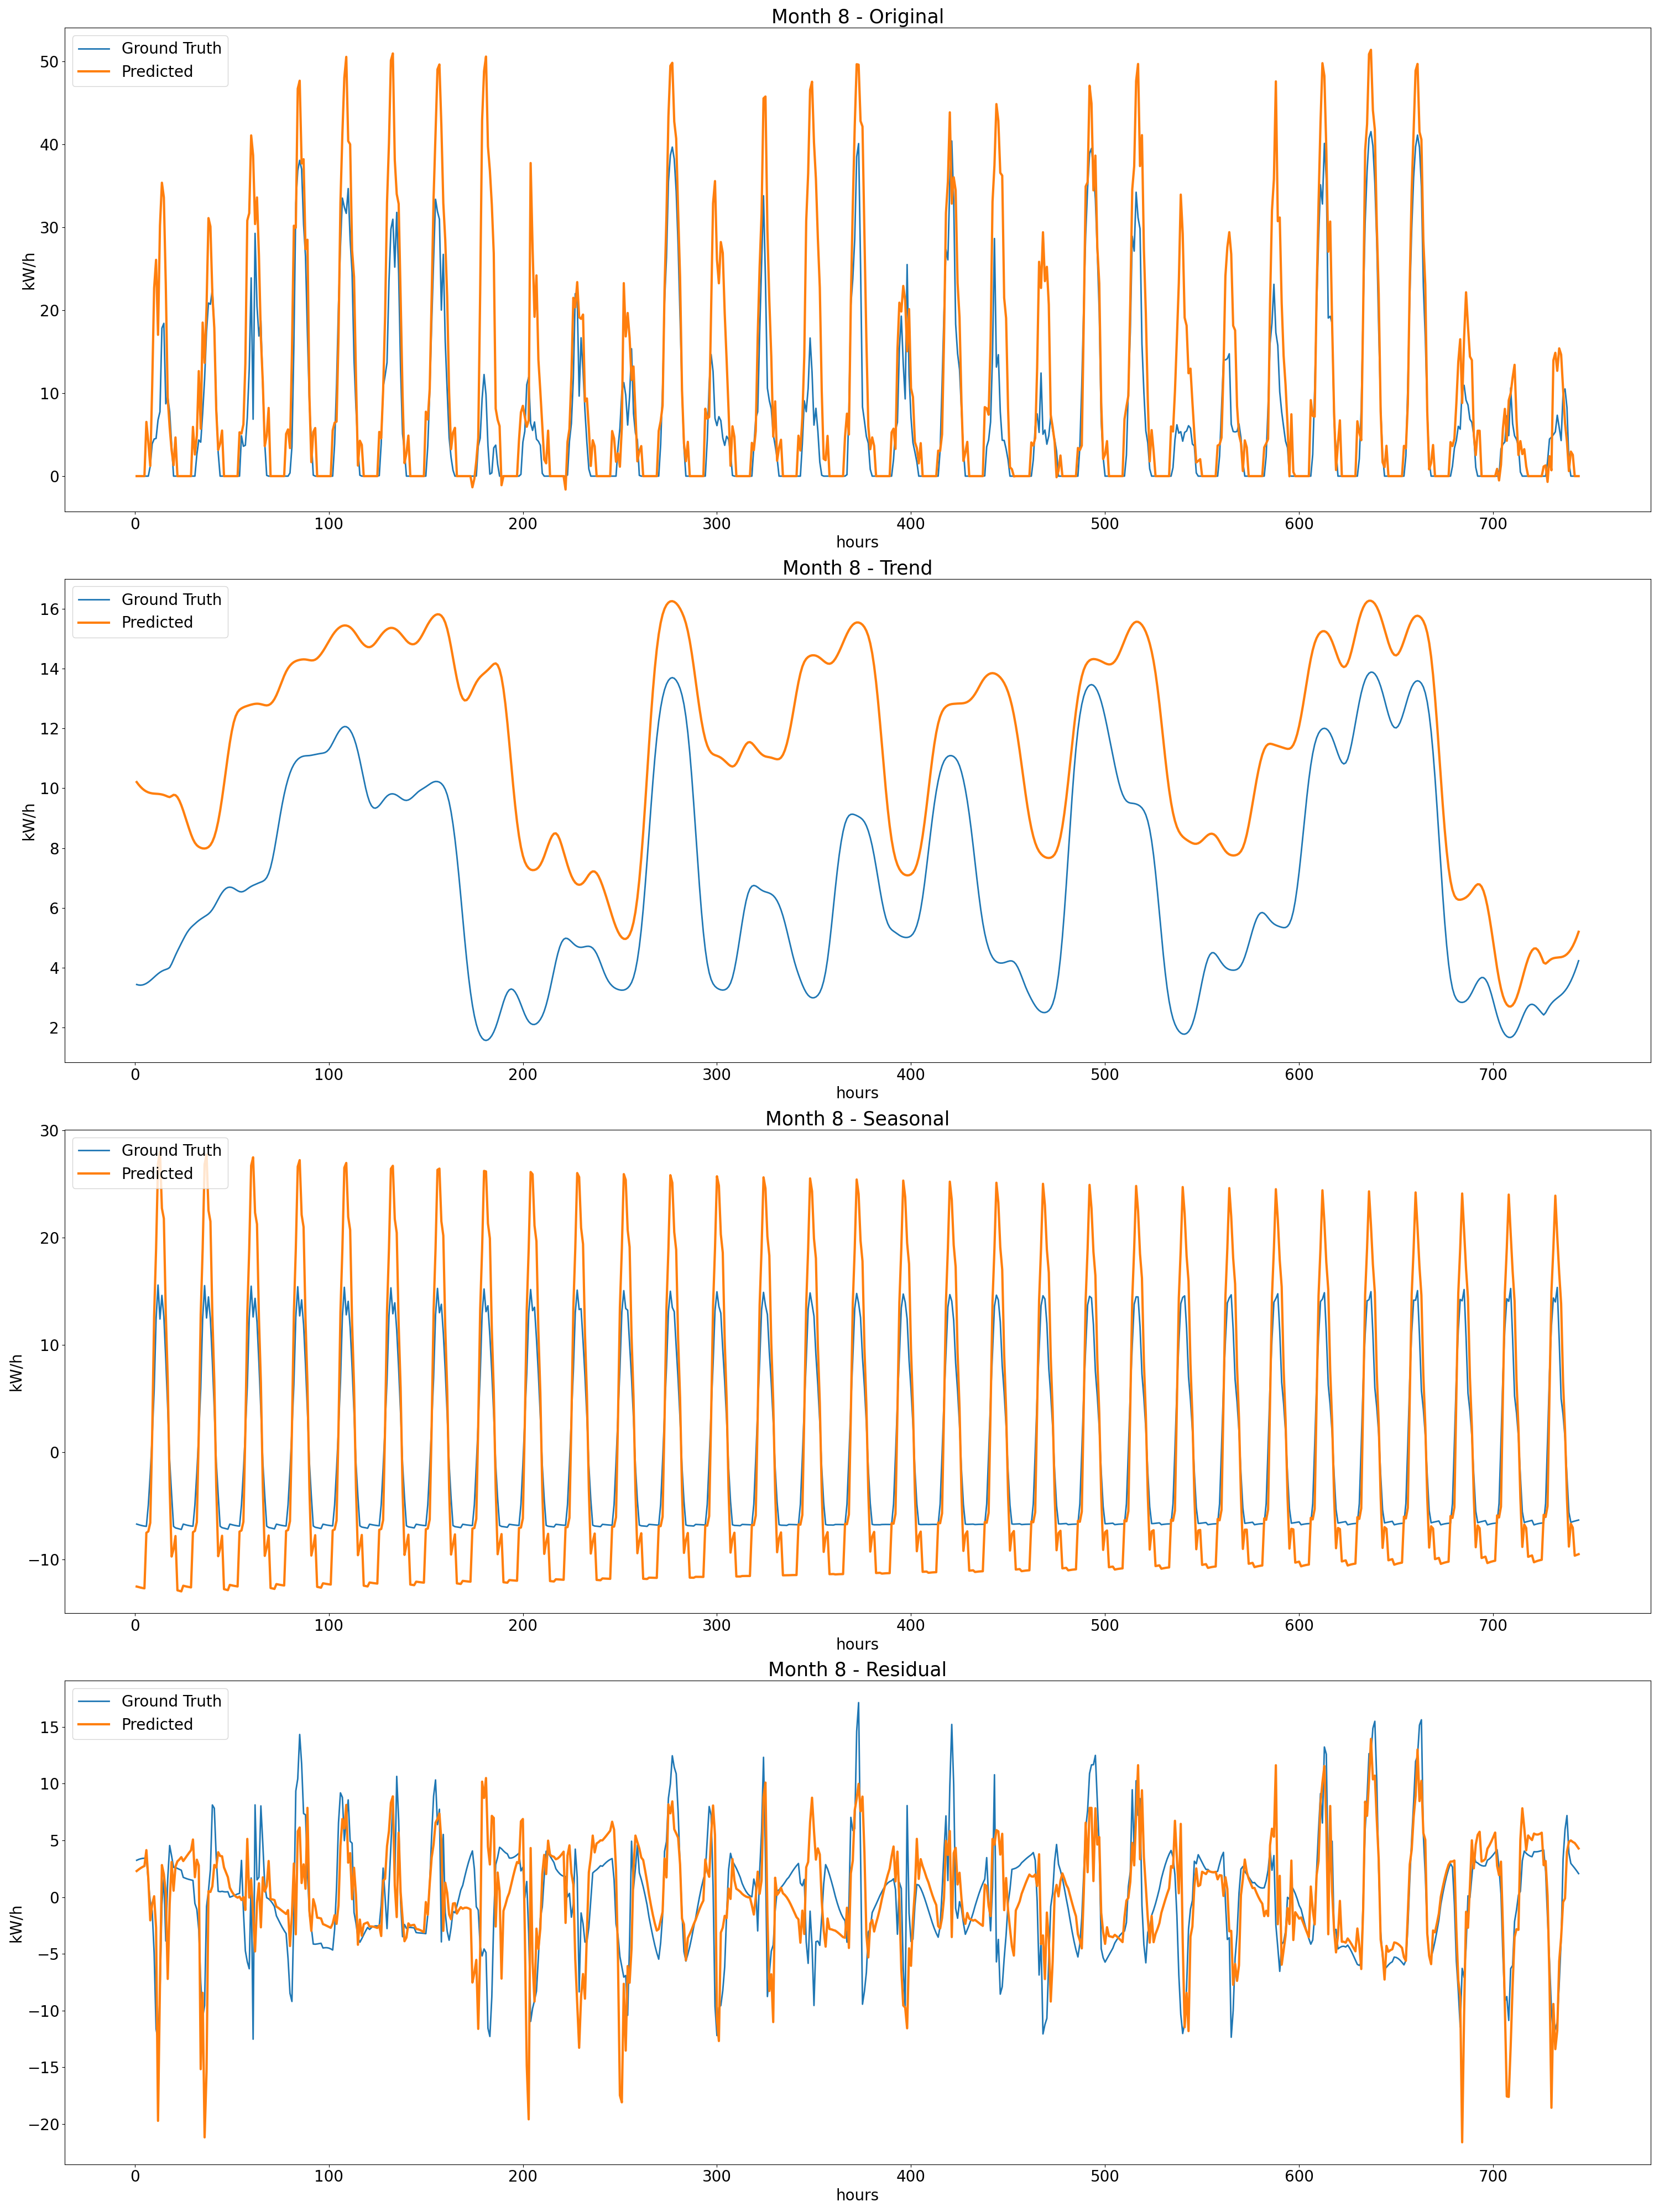 Month 8 - Original
Ground Truth
Predicted
50
40
30
20
10
0
kW/h
0 100 200 300 400 500 600 700
hours
Month 8 - Trend
Ground Truth
Predicted
16
14
12
10
8
6
4
2
kW/h
0 100 200 300 400 500 600 700
hours
Month 8 - Seasonal
Ground Truth
Predicted
30
20
10
0
−10
kW/h
0 100 200 300 400 500 600 700
hours
Month 8 - Residual
Ground Truth
Predicted
15
10
5
0
−5
−10
−15
−20
kW/h
0 100 200 300 400 500 600 700
hours